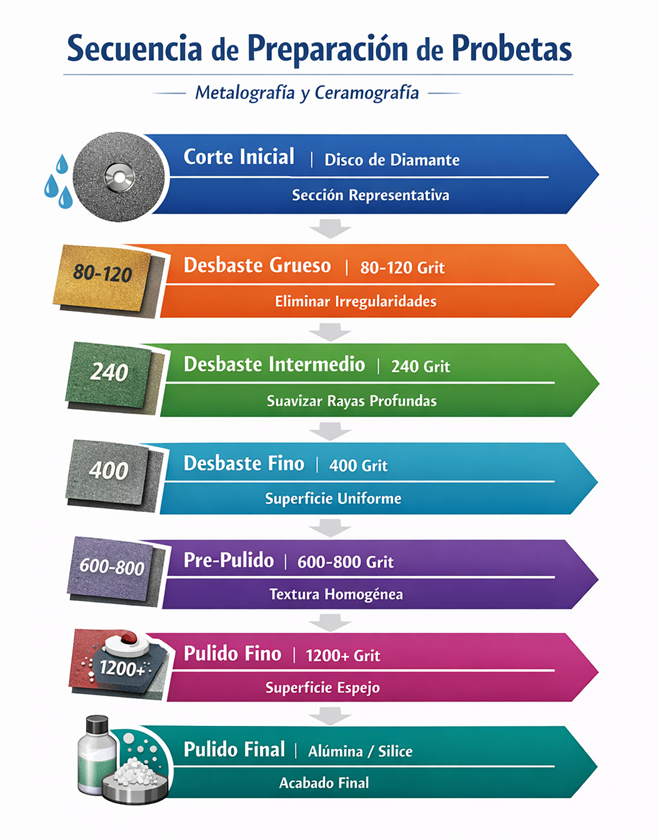 Secuencia de Preparación de Probetas
Metalografía y Ceramografía
Corte Inicial | Disco de Diamante
Sección Representativa
80-120
Desbaste Grueso | 80-120 Grit
Eliminar Irregularidades
240
Desbaste Intermedio | 240 Grit
Suavizar Rayas Profundas
400
Desbaste Fino | 400 Grit
Superficie Uniforme
600-800
Pre-Pulido | 600-800 Grit
Textura Homogénea
1200+
Pulido Fino | 1200+ Grit
Superficie Espejo
Pulido Final | Alúmina / Silice
Acabado Final